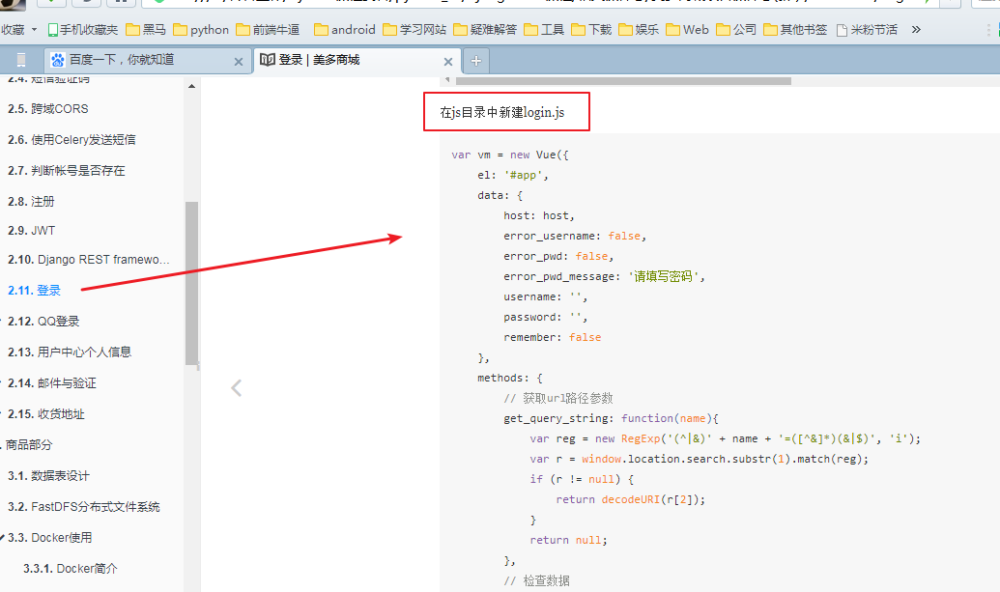 收藏 手机收藏夹 黑马 python 前端牛逼 android 学习网站 疑难解答 工具 下载 娱乐 Web 公司 其他书签 米粉节活 »
百度一下，你就知道 登录 | 美多商城
2.4. 短信验证码
2.5. 跨域CORS
2.6. 使用Celery发送短信
2.7. 判断帐号是否存在
2.8. 注册
2.9. JWT
2.10. Django REST framewo...
2.11. 登录
2.12. QQ登录
2.13. 用户中心个人信息
2.14. 邮件与验证
2.15. 收货地址
. 商品部分
3.1. 数据表设计
3.2. FastDFS分布式文件系统
3.3. Docker使用
3.3.1. Docker简介
在js目录中新建login.js
var vm = new Vue({
    el: '#app',
    data: {
        host: host,
        error_username: false,
        error_pwd: false,
        error_pwd_message: '请填写密码',
        username: '',
        password: '',
        remember: false
    },
    methods: {
        // 获取url路径参数
        get_query_string: function(name){
            var reg = new RegExp('(^|&)' + name + '=([^&]*)(&|$)', 'i');
            var r = window.location.search.substr(1).match(reg);
            if (r != null) {
                return decodeURI(r[2]);
            }
            return null;
        },
        // 检查数据